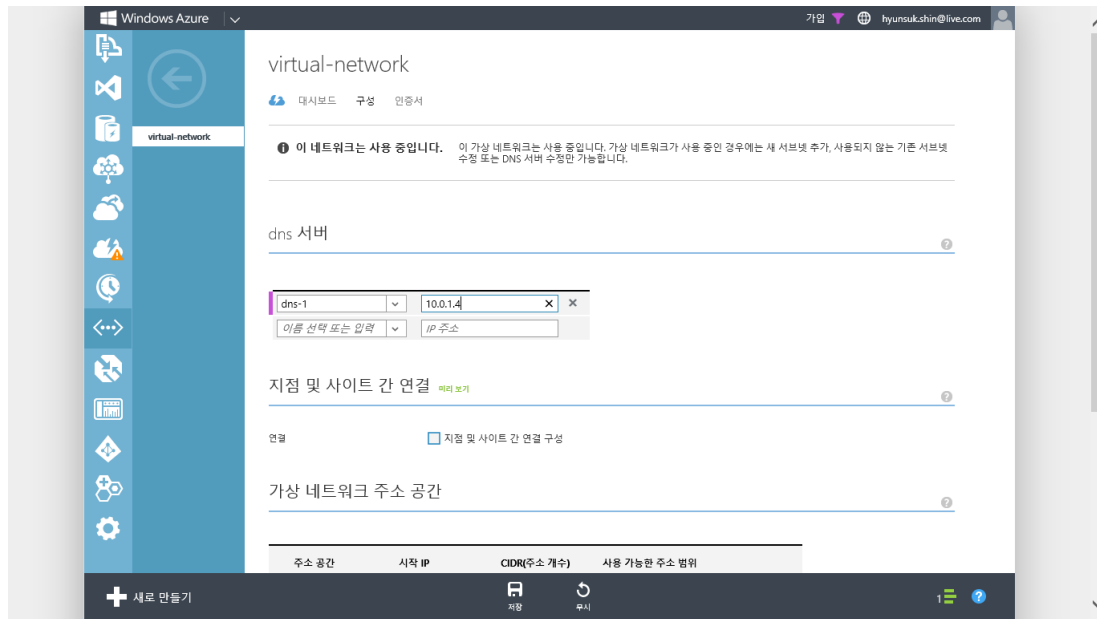 Windows Azure
가입
hyunsuk.shin@live.com
virtual-network
virtual-network
대시보드 구성 인증서
이 네트워크는 사용 중입니다.
이 가상 네트워크는 사용 중입니다. 가상 네트워크가 사용 중인 경우에는 새 서브넷 추가, 사용되지 않는 기존 서브넷
수정 또는 DNS 서버 수정만 가능합니다.
dns 서버
dns-1 10.0.1.4
이름 선택 또는 입력 IP 주소
지점 및 사이트 간 연결 미리 보기
연결 지점 및 사이트 간 연결 구성
가상 네트워크 주소 공간
주소 공간 시작 IP CIDR(주소 개수) 사용 가능한 주소 범위
새로 만들기 저장 무시 1